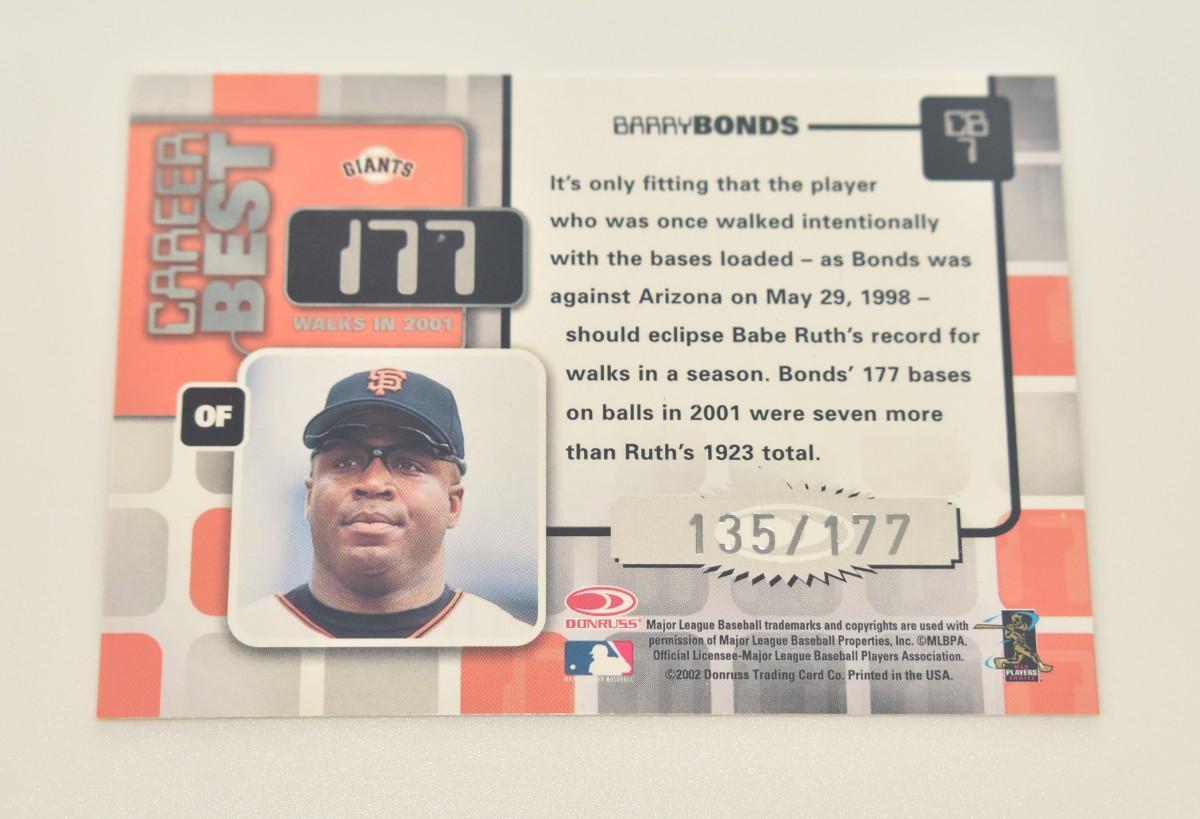 CAREER
BEST
GIANTS
177
WALKS IN 2001
OF
SF
BARRYBONDS
CB
7
It's only fitting that the player
who was once walked intentionally
with the bases loaded – as Bonds was
against Arizona on May 29, 1998 –
should eclipse Babe Ruth's record for
walks in a season. Bonds' 177 bases
on balls in 2001 were seven more
than Ruth's 1923 total.
135/177
DONRUSS®
Major League Baseball trademarks and copyrights are used with
permission of Major League Baseball Properties, Inc. ©MLBPA.
Official Licensee-Major League Baseball Players Association.
©2002 Donruss Trading Card Co. Printed in the USA.
PLAYERS
CHOICE